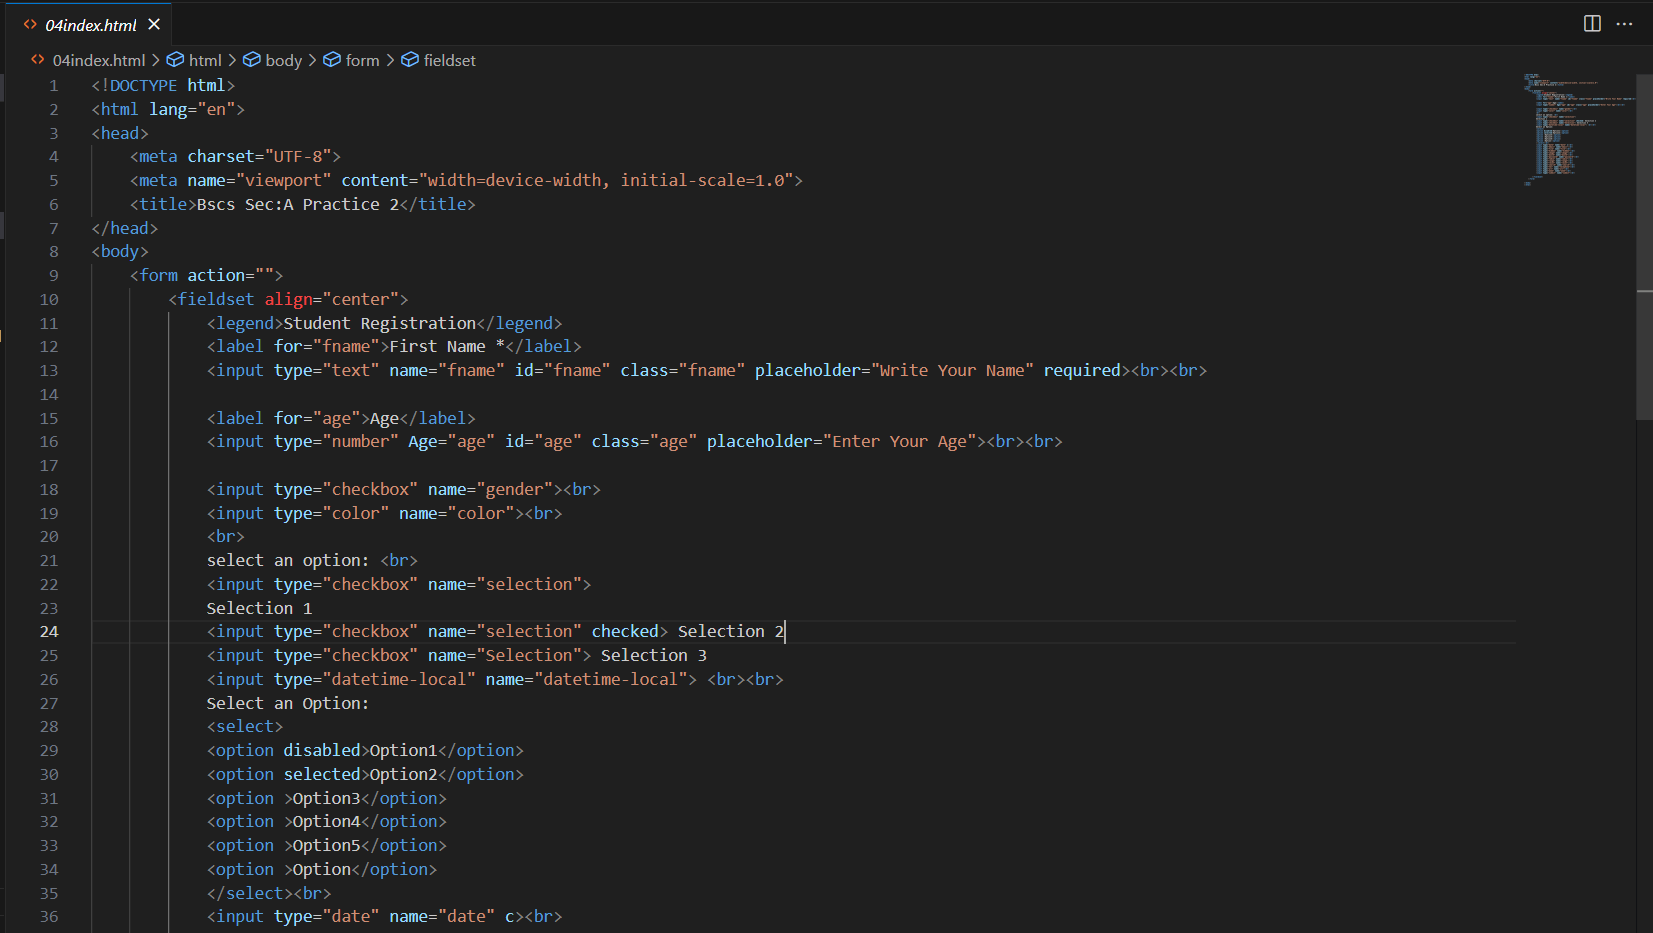 04index.html
04index.html > html > body > form > fieldset
1 <!DOCTYPE html>
2 <html lang="en">
3 <head>
4 <meta charset="UTF-8">
5 <meta name="viewport" content="width=device-width, initial-scale=1.0">
6 <title>Bscs Sec:A Practice 2</title>
7 </head>
8 <body>
9 <form action="">
10 <fieldset align="center">
11 <legend>Student Registration</legend>
12 <label for="fname">First Name *</label>
13 <input type="text" name="fname" id="fname" class="fname" placeholder="Write Your Name" required><br><br>
14
15 <label for="age">Age</label>
16 <input type="number" Age="age" id="age" class="age" placeholder="Enter Your Age"><br><br>
17
18 <input type="checkbox" name="gender"><br>
19 <input type="color" name="color"><br>
20 <br>
21 select an option: <br>
22 <input type="checkbox" name="selection">
23 Selection 1
24 <input type="checkbox" name="selection" checked> Selection 2
25 <input type="checkbox" name="Selection"> Selection 3
26 <input type="datetime-local" name="datetime-local"> <br><br>
27 Select an Option:
28 <select>
29 <option disabled>Option1</option>
30 <option selected>Option2</option>
31 <option >Option3</option>
32 <option >Option4</option>
33 <option >Option5</option>
34 <option >Option</option>
35 </select><br>
36 <input type="date" name="date" c><br>